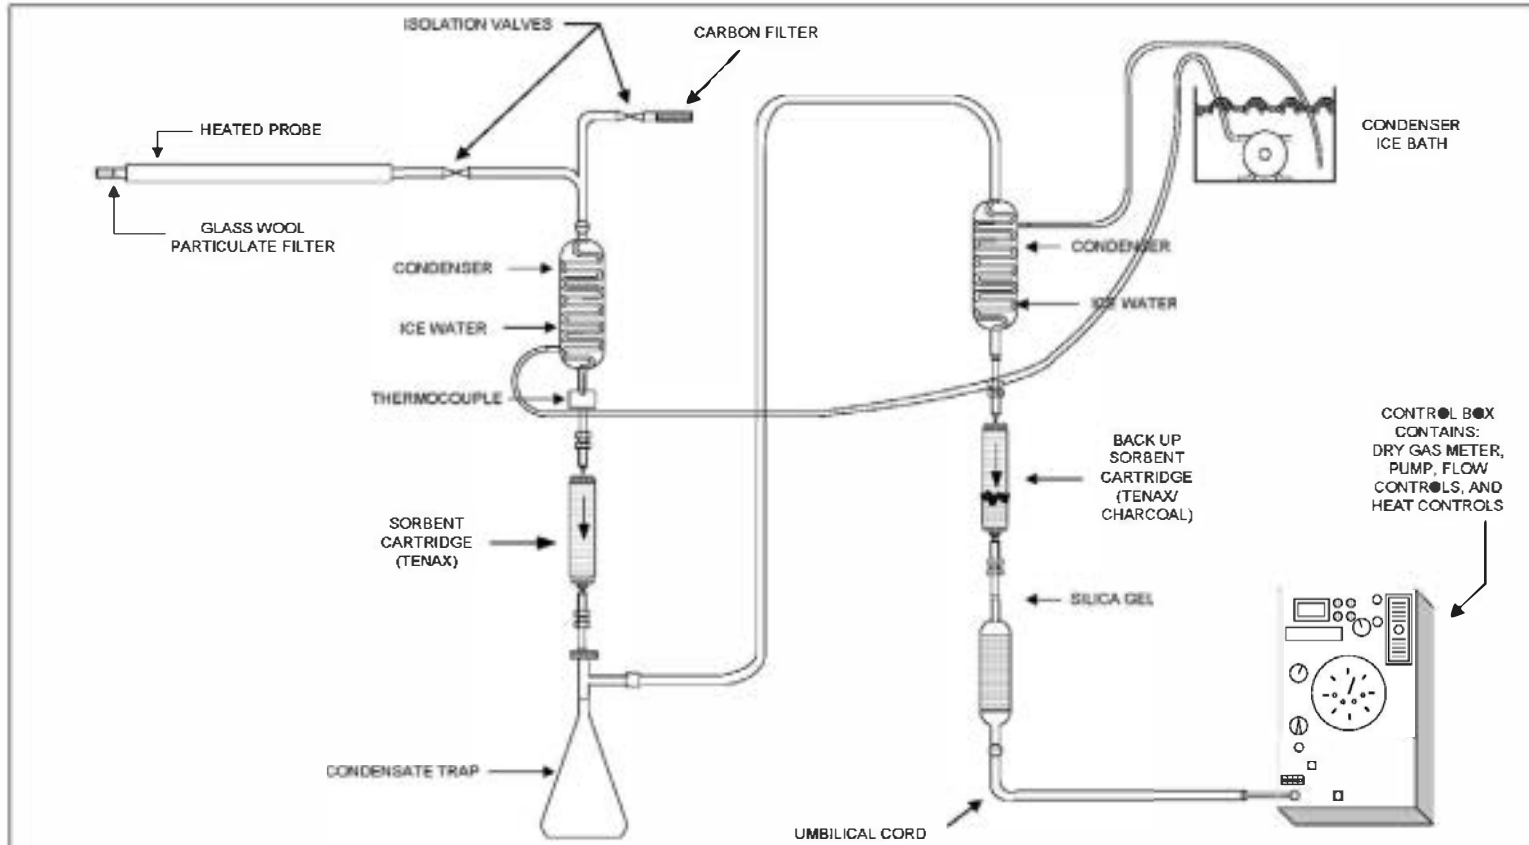 ISOLATION VALVES
CARBON FILTER
HEATED PROBE
CONDENSER
ICE BATH
GLASS WOOL
PARTICULATE FILTER
CONDENSER
ICE WATER
THERMOCOUPLE
CONDENSER
ICE WATER
SORBENT
CARTRIDGE
(TENAX)
BACK UP
SORBENT
CARTRIDGE
(TENAX/
CHARCOAL)
CONTROL BOX
CONTAINS:
DRY GAS METER,
PUMP, FLOW
CONTROLS, AND
HEAT CONTROLS
SILICA GEL
CONDENSATE TRAP
UMBILICAL CORD